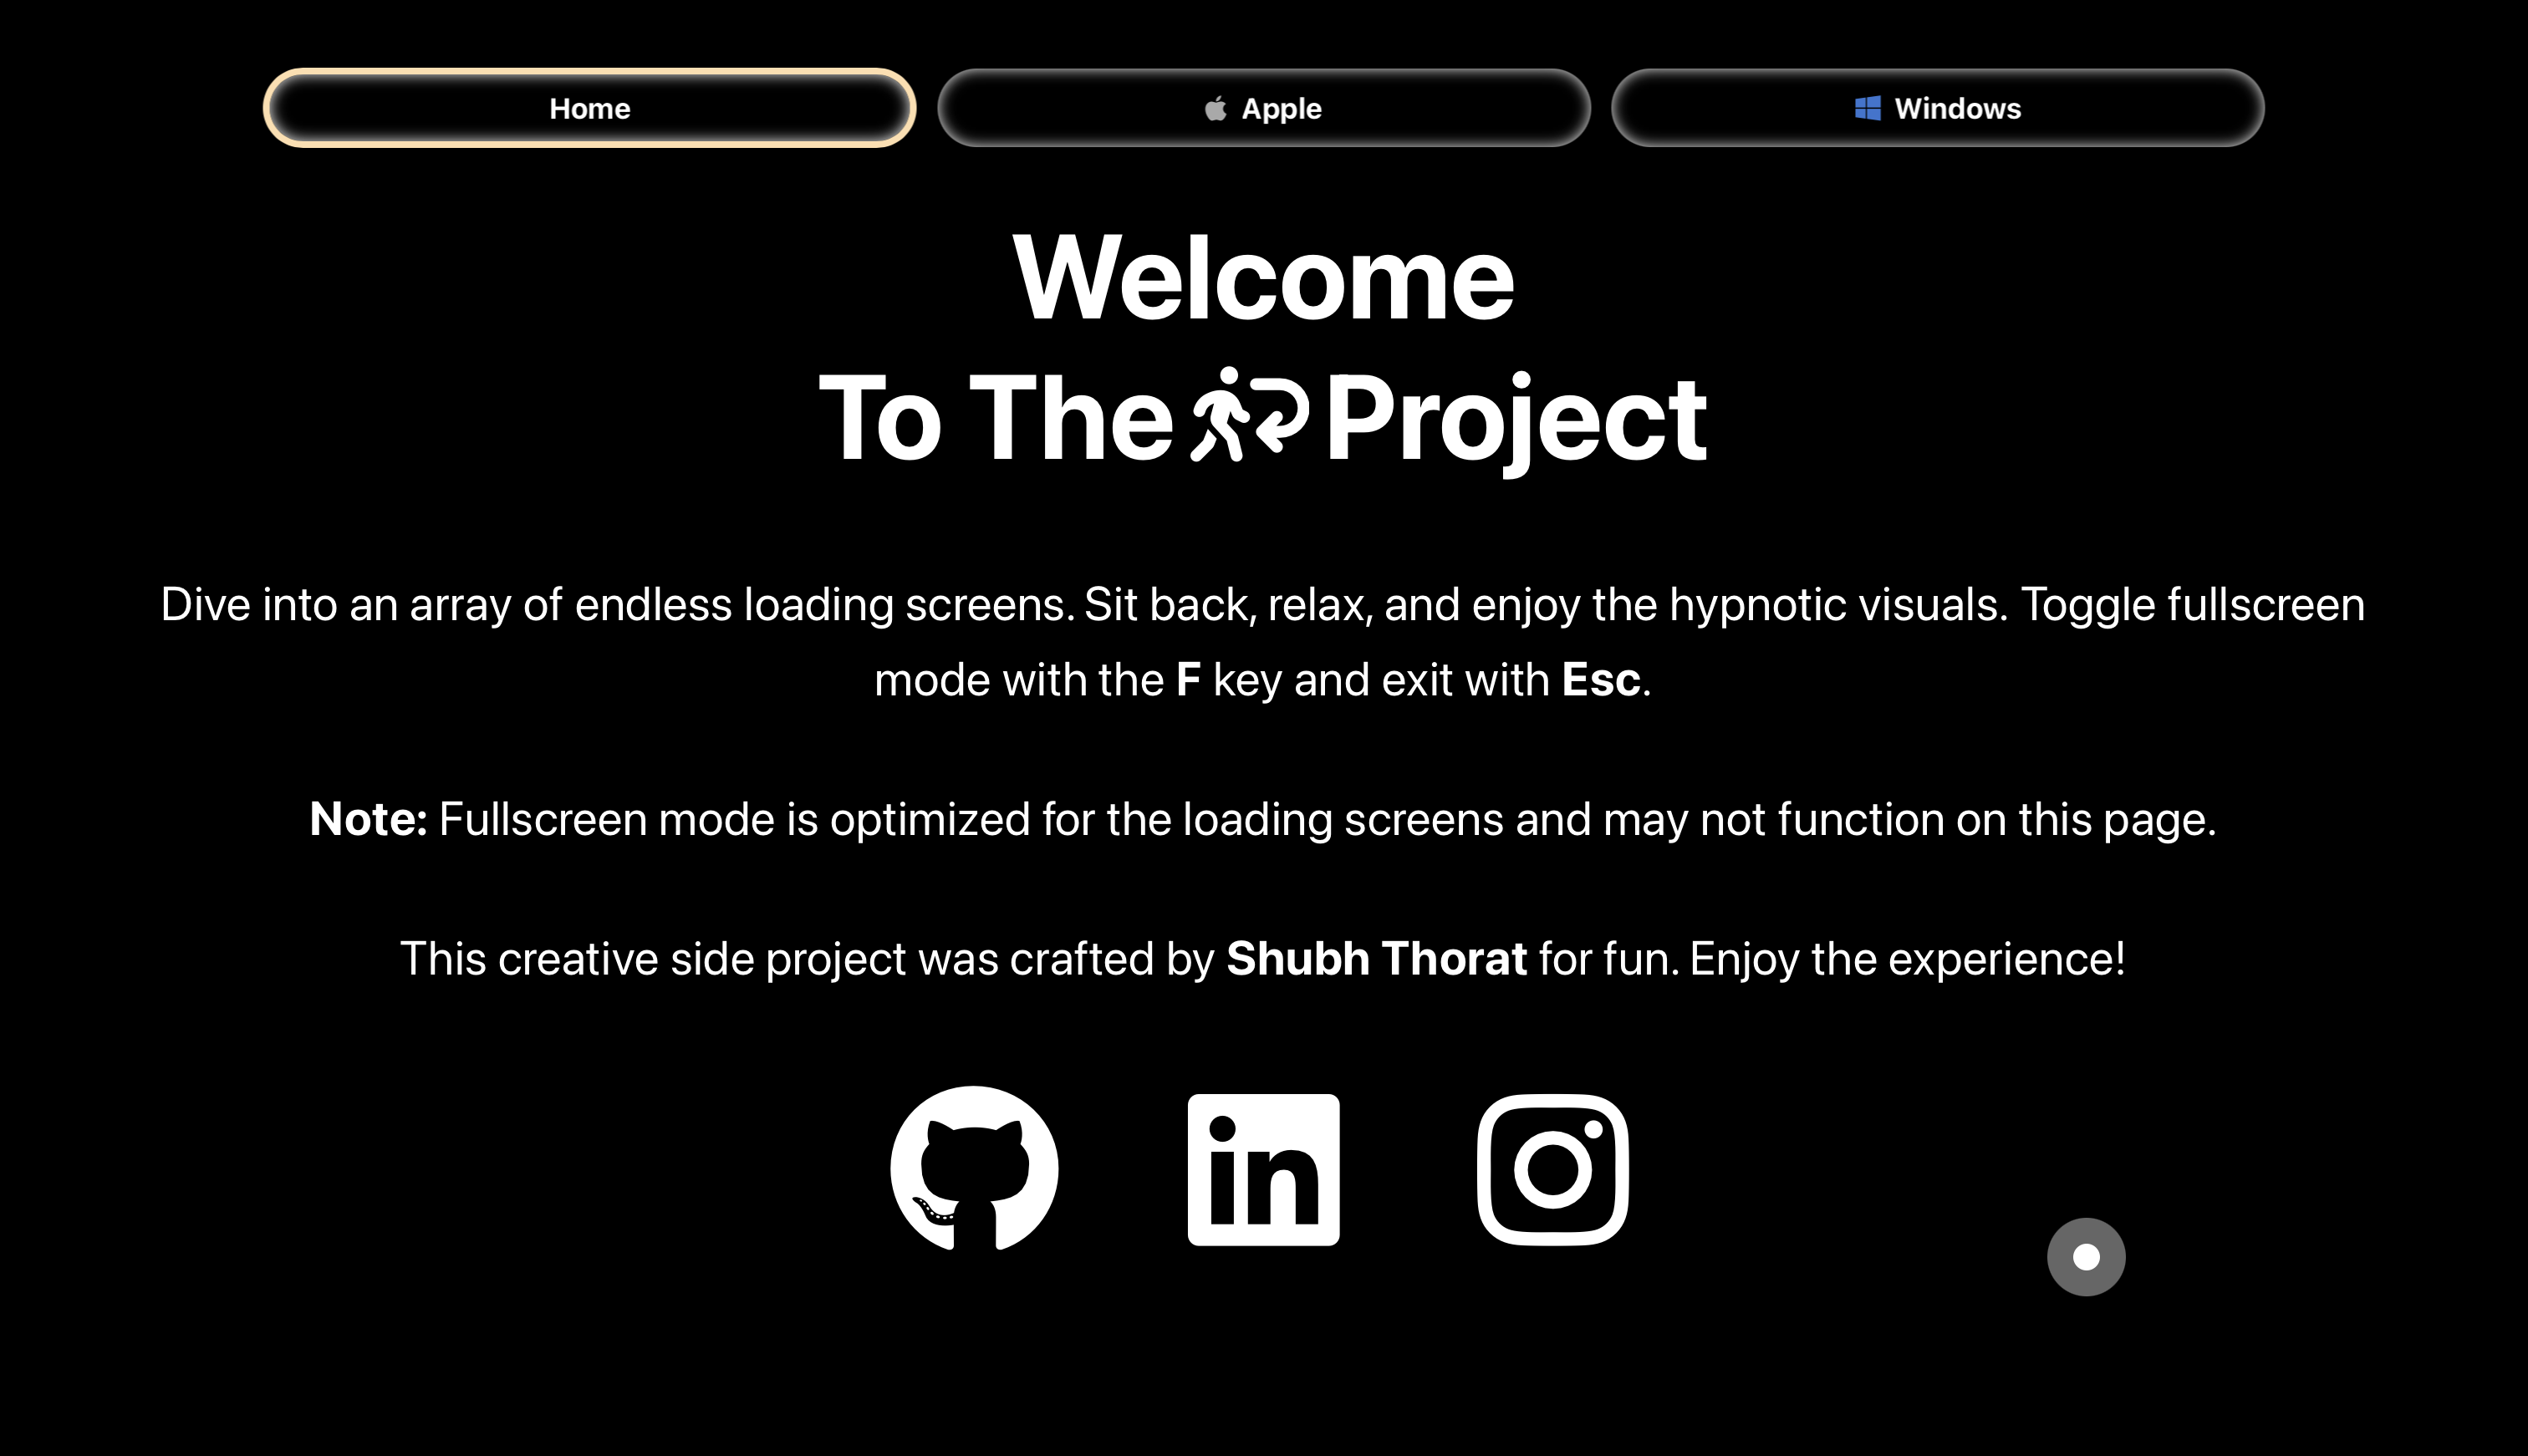 Home
Apple
Windows
Welcome
To The Project
Dive into an array of endless loading screens. Sit back, relax, and enjoy the hypnotic visuals. Toggle fullscreen
mode with the F key and exit with Esc.
Note: Fullscreen mode is optimized for the loading screens and may not function on this page.
This creative side project was crafted by Shubh Thorat for fun. Enjoy the experience!
in